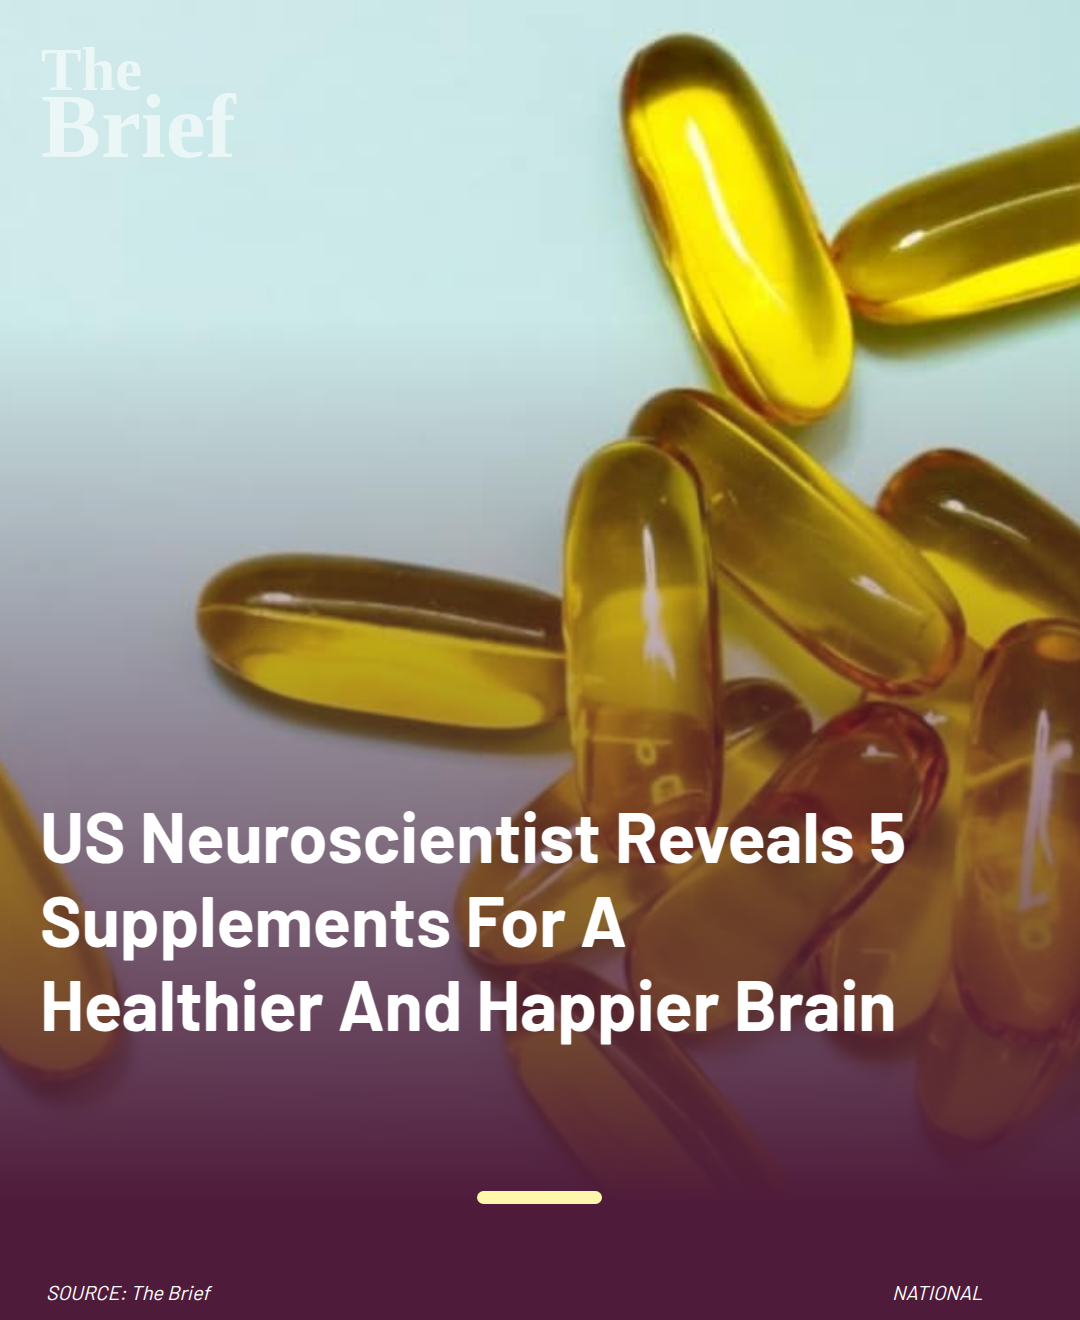 The
Brief
US Neuroscientist Reveals 5
Supplements For A
Healthier And Happier Brain
SOURCE: The Brief
NATIONAL